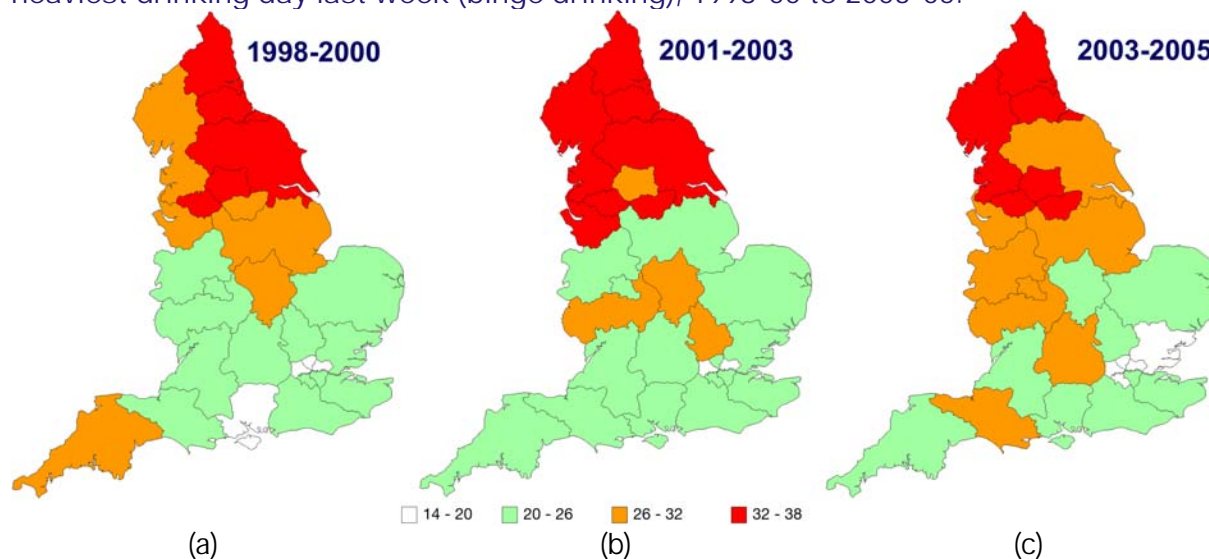 heaviest drinking day last week (binge drinking), 1998-00 to 2003-05.
1998-2000
2001-2003
2003-2005
14 - 20
20 - 26
26 - 32
32 - 38
(a)
(b)
(c)